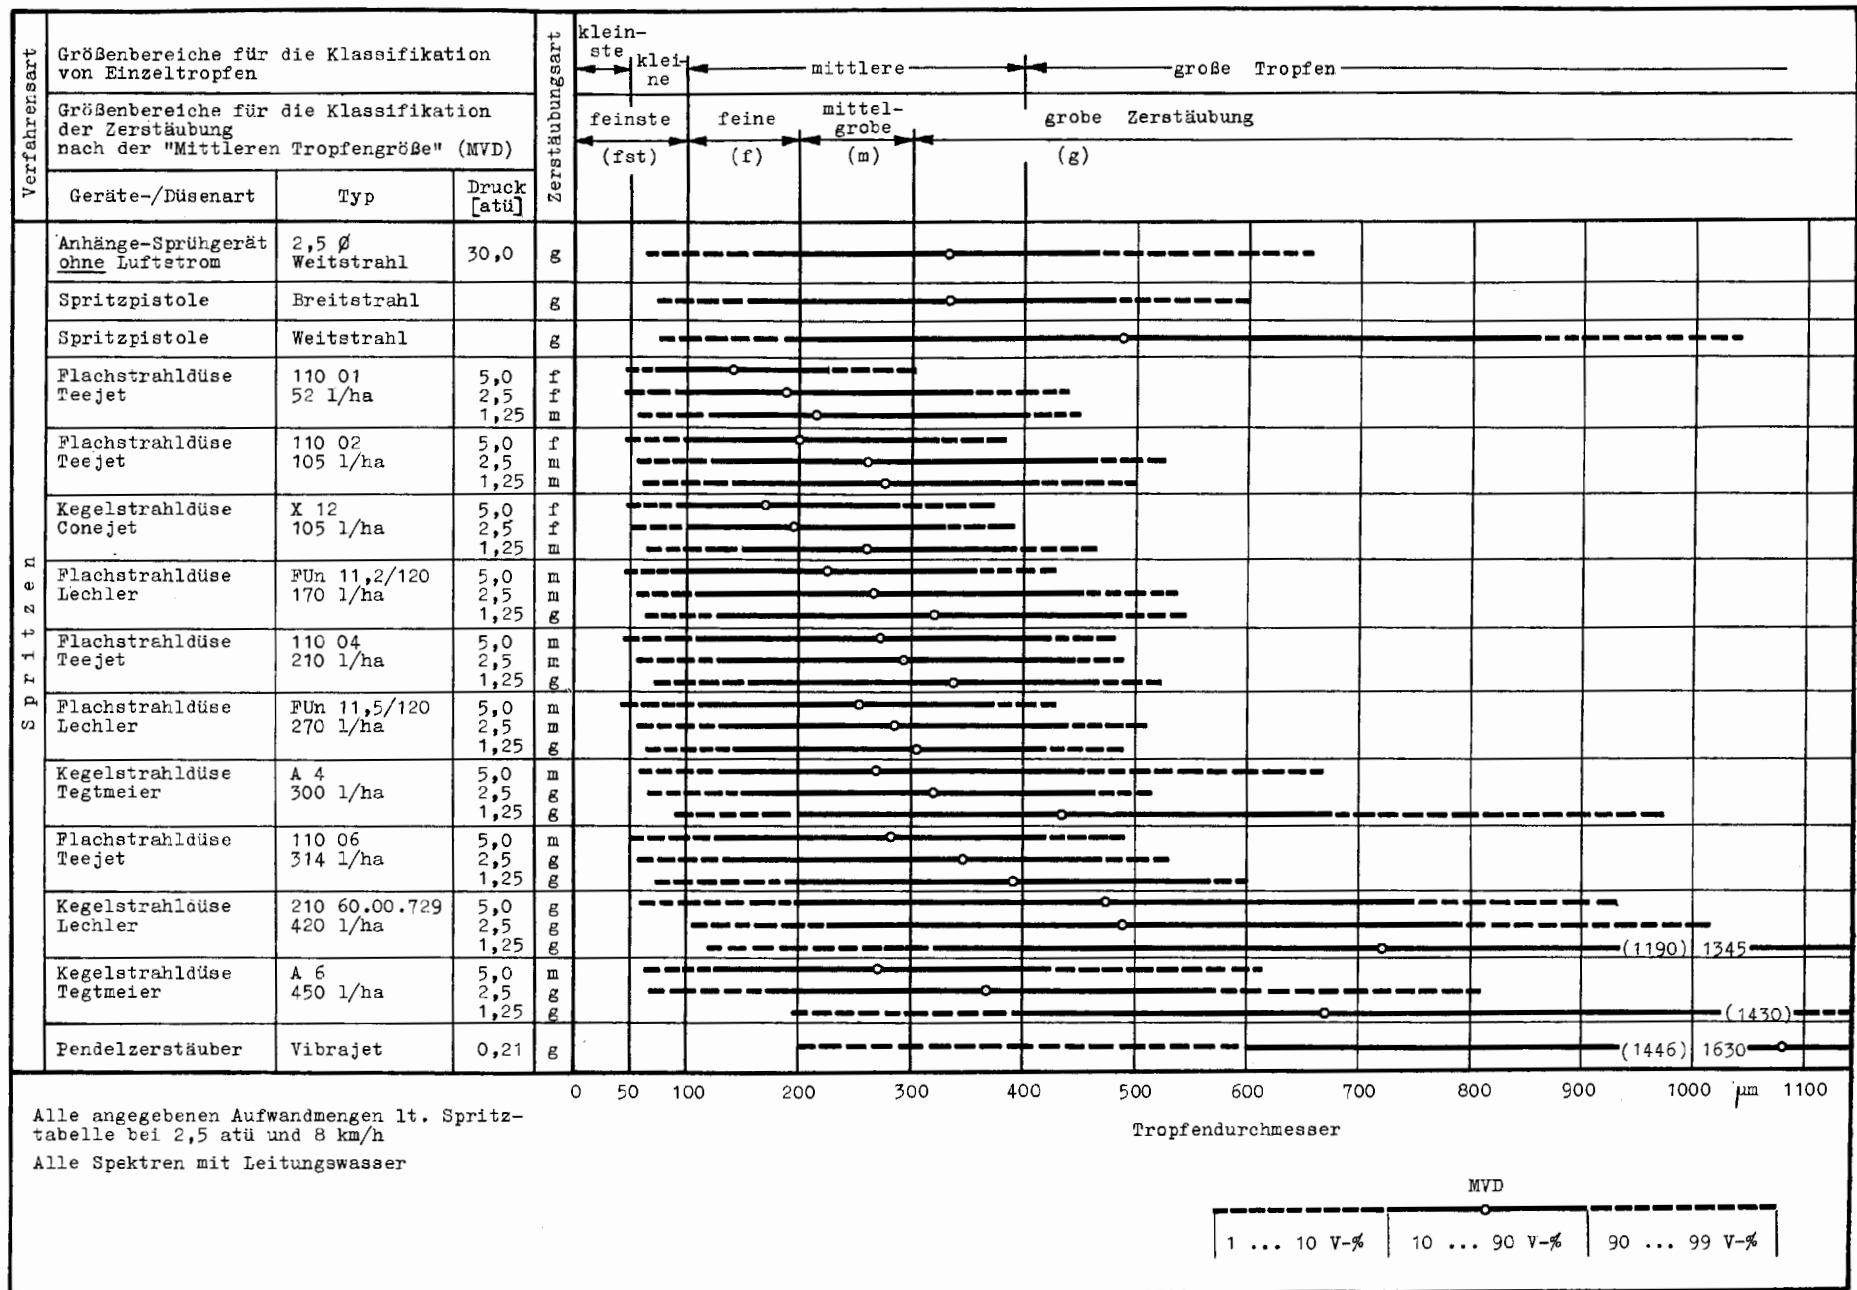 Verfahrensart
Größenbereiche für die Klassifikation
von Einzeltropfen
Zerstäubungsart
klein-
ste
klei-
ne
mittlere
große Tropfen
Größenbereiche für die Klassifikation
der Zerstäubung
nach der "Mittleren Tropfengröße" (MVD)
feinste
(fst)
feine
(f)
mittel-
grobe
(m)
grobe Zerstäubung
(g)
Geräte-/Düsenart Typ Druck
[atü]
Spritzen
Anhänge-Sprühgerät 2,5 Ø
ohne Luftstrom Weitstrahl 30,0 g
Spritzpistole Breitstrahl g
Spritzpistole Weitstrahl g
Flachstrahldüse 110 01 5,0 f
Teejet 52 l/ha 2,5 f
1,25 m
Flachstrahldüse 110 02 5,0 f
Teejet 105 l/ha 2,5 m
1,25 m
Kegelstrahldüse X 12 5,0 f
Conejet 105 l/ha 2,5 f
1,25 m
Flachstrahldüse FUn 11,2/120 5,0 m
Lechler 170 l/ha 2,5 m
1,25 g
Flachstrahldüse 110 04 5,0 m
Teejet 210 l/ha 2,5 m
1,25 g
Flachstrahldüse FUn 11,5/120 5,0 m
Lechler 270 l/ha 2,5 m
1,25 g
Kegelstrahldüse A 4 5,0 m
Tegtmeier 300 l/ha 2,5 g
1,25 g
Flachstrahldüse 110 06 5,0 m
Teejet 314 l/ha 2,5 g
1,25 g
Kegelstrahldüse 210 60.00.729 5,0 g
Lechler 420 l/ha 2,5 g
1,25 g (1190) 1345
Kegelstrahldüse A 6 5,0 m
Tegtmeier 450 l/ha 2,5 g
1,25 g (1430)
Pendelzerstäuber Vibrajet 0,21 g (1446) 1630
0 50 100 200 300 400 500 600 700 800 900 1000 µm 1100
Tropfendurchmesser
Alle angegebenen Aufwandmengen lt. Spritz-
tabelle bei 2,5 atü und 8 km/h
Alle Spektren mit Leitungswasser
MVD
1 ... 10 V-% 10 ... 90 V-% 90 ... 99 V-%